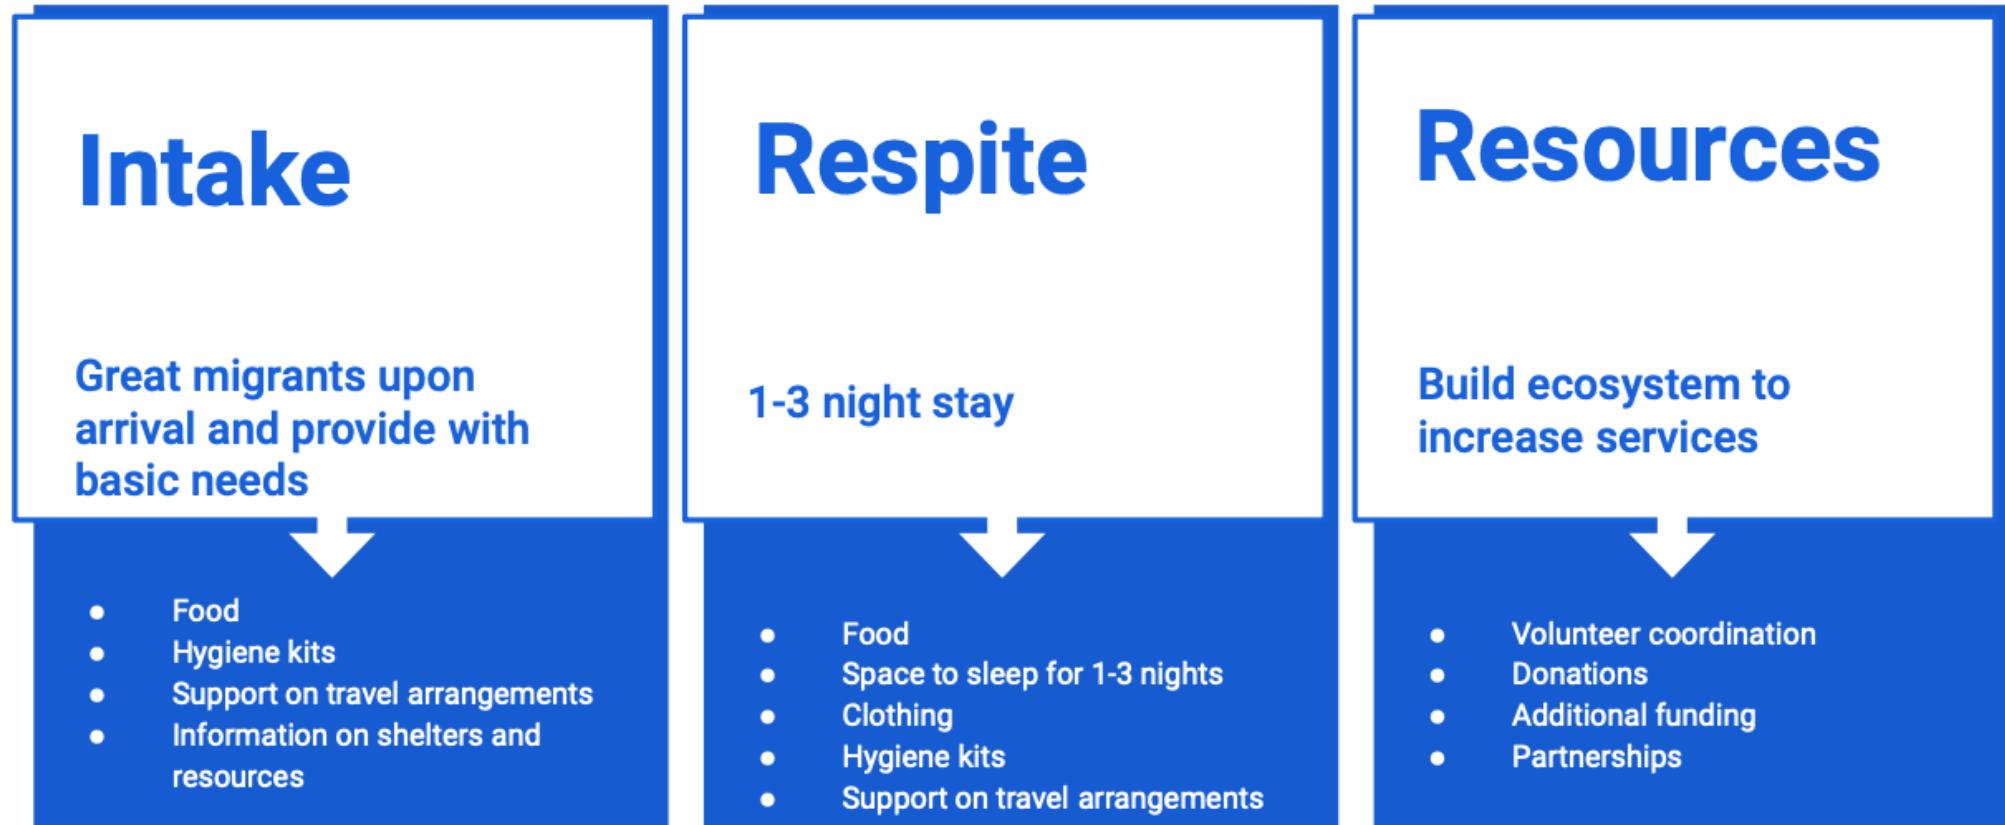 Intake
Great migrants upon
arrival and provide with
basic needs
● Food
● Hygiene kits
● Support on travel arrangements
● Information on shelters and
resources
Respite
1-3 night stay
● Food
● Space to sleep for 1-3 nights
● Clothing
● Hygiene kits
● Support on travel arrangements
Resources
Build ecosystem to
increase services
● Volunteer coordination
● Donations
● Additional funding
● Partnerships